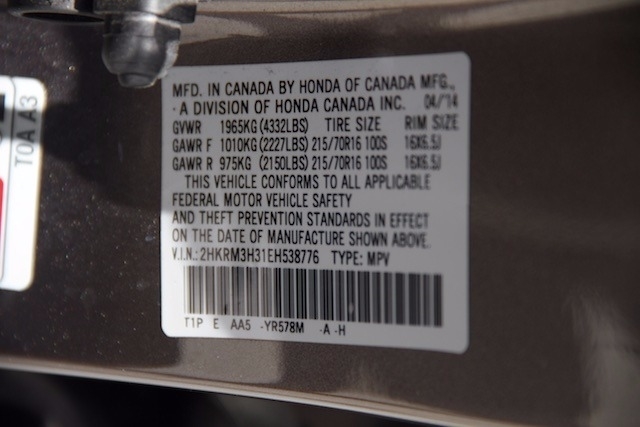 MFD. IN CANADA BY HONDA OF CANADA MFG.,
A DIVISION OF HONDA CANADA INC. 04/14
GVWR 1965KG (4332LBS) TIRE SIZE RIM SIZE
GAWR F 1010KG (2227LBS) 215/70R16 100S 16X6.5J
GAWR R 975KG (2150LBS) 215/70R16 100S 16X6.5J
THIS VEHICLE CONFORMS TO ALL APPLICABLE
FEDERAL MOTOR VEHICLE SAFETY
AND THEFT PREVENTION STANDARDS IN EFFECT
ON THE DATE OF MANUFACTURE SHOWN ABOVE.
V.I.N.: 2HKRM3H31EH538776 TYPE: MPV
T1P E AA5 -YR578M -A -H
T0A A3